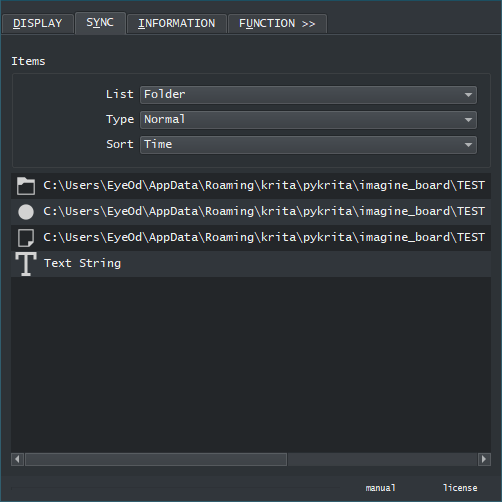 DISPLAY SYNC INFORMATION FUNCTION >>
Items
List Folder
Type Normal
Sort Time
C:\Users\EyeOd\AppData\Roaming\krita\pykrita\imagine_board\TEST
C:\Users\EyeOd\AppData\Roaming\krita\pykrita\imagine_board\TEST
C:\Users\EyeOd\AppData\Roaming\krita\pykrita\imagine_board\TEST
Text String
manual license